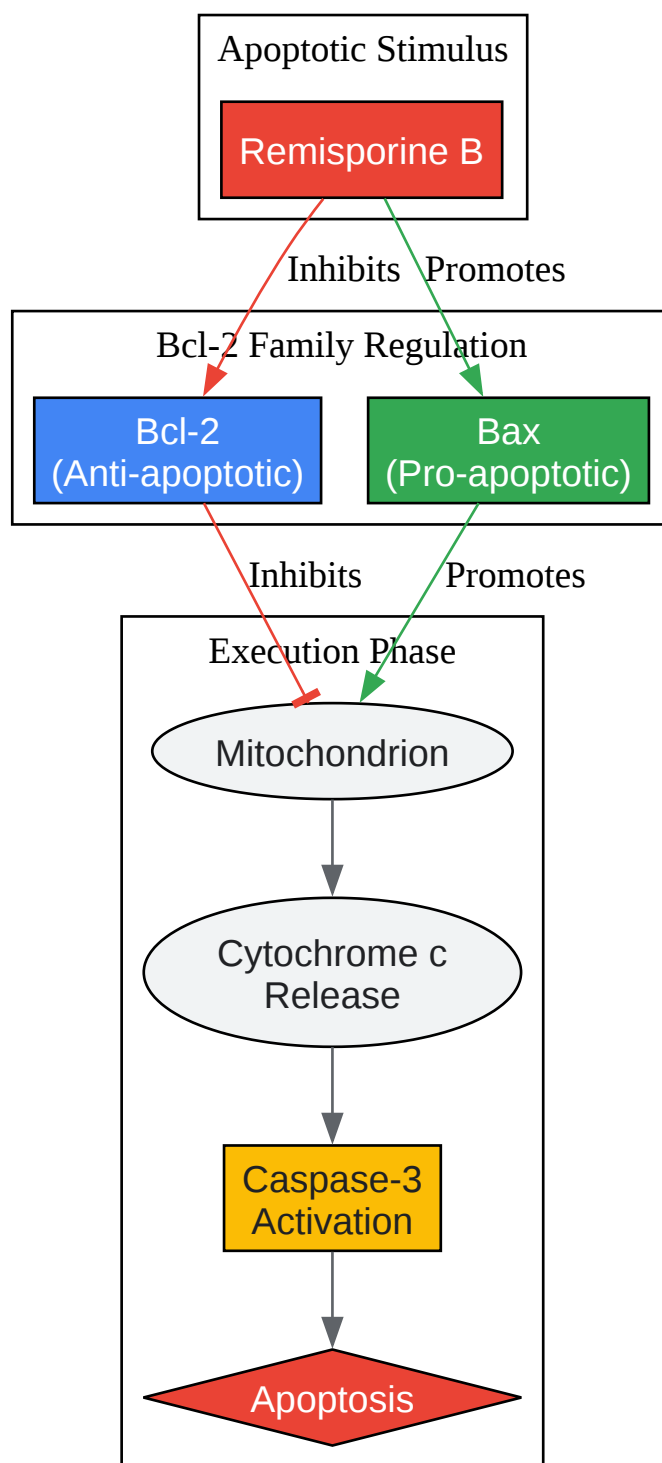 Apoptotic Stimulus
Remisporine B
Inhibits
Promotes
Bcl-2 Family Regulation
Bcl-2
(Anti-apoptotic)
Bax
(Pro-apoptotic)
Inhibits
Promotes
Execution Phase
Mitochondrion
Cytochrome c
Release
Caspase-3
Activation
Apoptosis